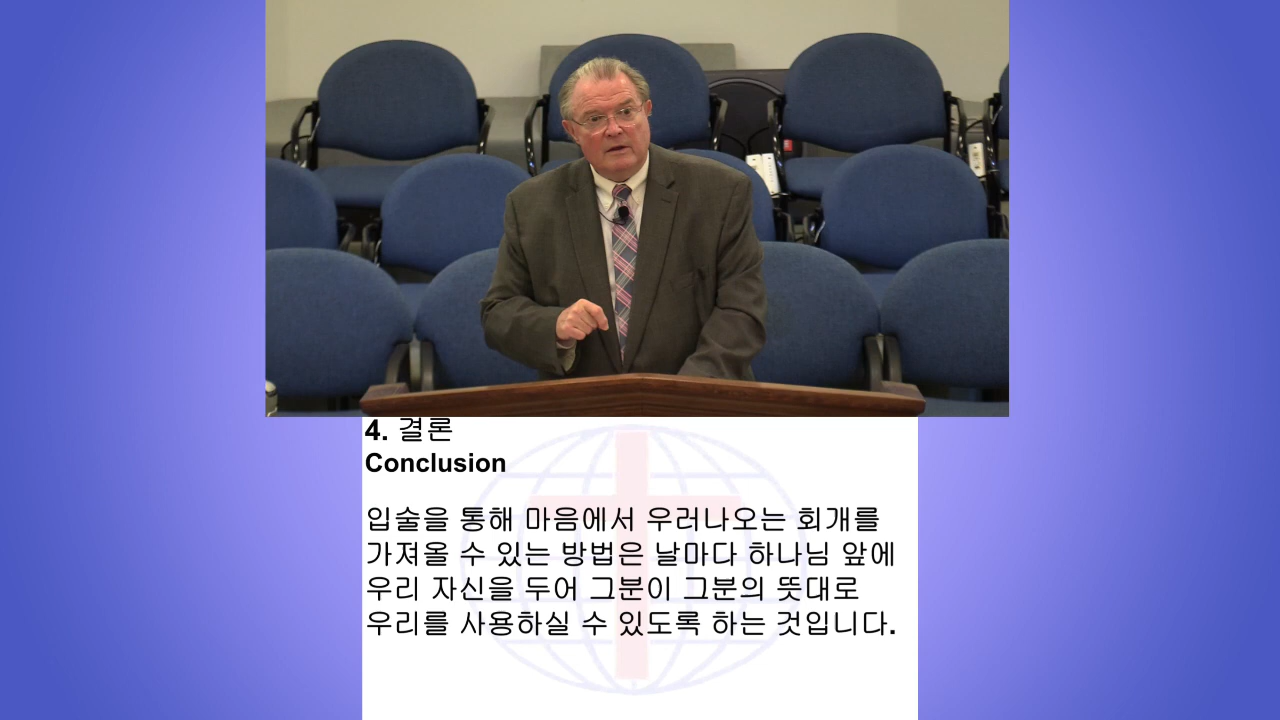 4. 결론
Conclusion
입술을 통해 마음에서 우러나오는 회개를
가져올 수 있는 방법은 날마다 하나님 앞에
우리 자신을 두어 그분이 그분의 뜻대로
우리를 사용하실 수 있도록 하는 것입니다.